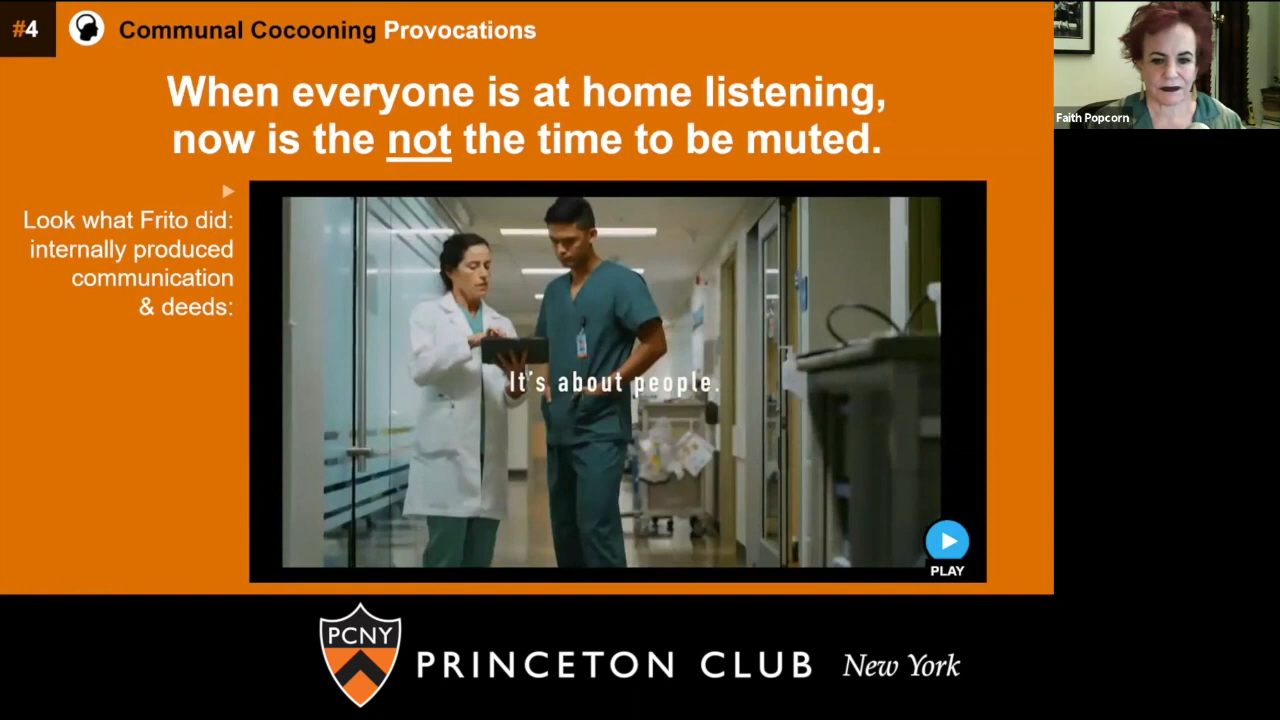 #4
Communal Cocooning Provocations
Faith Popcorn
When everyone is at home listening,
now is the not the time to be muted.
Look what Frito did:
internally produced
communication
& deeds:
It's about people.
PLAY
PCNY
PRINCETON CLUB New York